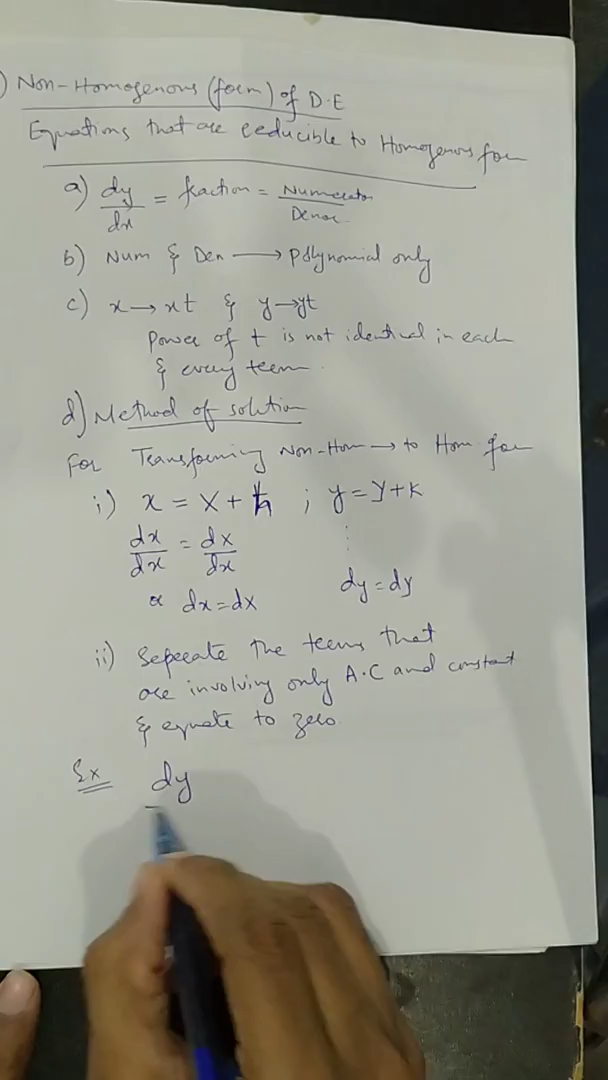 ) Non-Homogenous (form) of D.E
Equations that are reducible to Homogenous form
a) dy/dx = fraction = Numerator/Denor.
b) Num & Den → polynomial only
c) x → xt & y → yt
Power of t is not identical in each
& every term.
d) Method of solution
For Transforming Non-Hom → to Hom for
i) x = X + h ; y = Y + K
dx/dx = dX/dx ⋮
or dx = dX dy = dY
ii) Seperate the terms that
are involving only A.C and constant
& equate to zero.
Ex dy